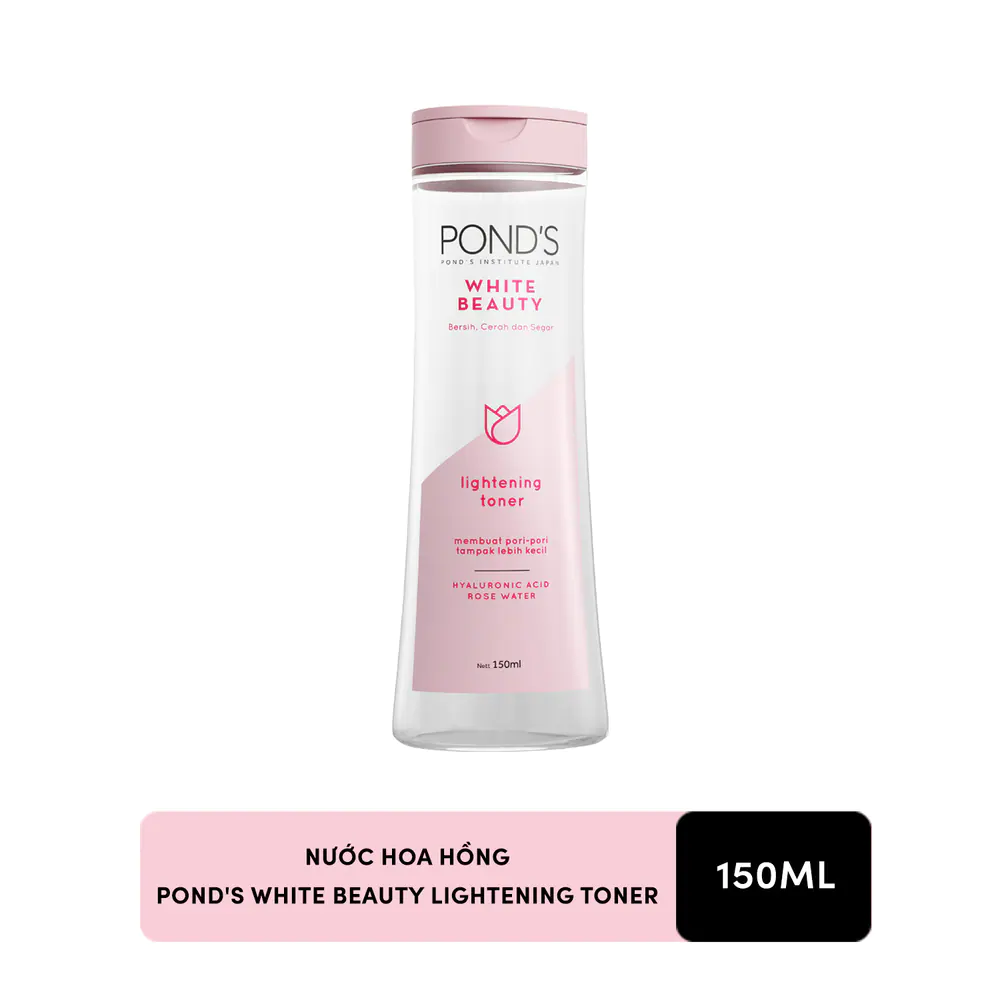 POND'S
POND'S INSTITUTE JAPAN
WHITE
BEAUTY
Bersih, Cerah dan Segar
lightening
toner
membuat pori-pori
tampak lebih kecil
HYALURONIC ACID
ROSE WATER
Nett 150ml
NƯỚC HOA HỒNG
POND'S WHITE BEAUTY LIGHTENING TONER
150ML